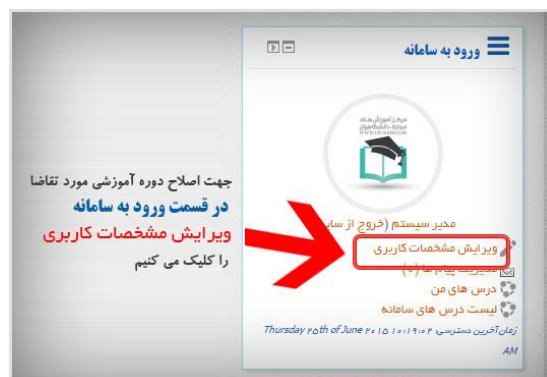 ورود به سامانه
مرکز آموزش های
مجازی دانشگاهیان
جهت اصلاح دوره آموزشی مورد تقاضا
در قسمت ورود به سامانه
ویرایش مشخصات کاربری
را کلیک می کنیم
مدیر سیستم (خروج از
ویرایش مشخصات کاربری
مدیریت پیام ها (۰)
درس های من
لیست درس های سامانه
زمان آخرین دسترسی: Thursday ۲۵th of June ۲۰۱۵ ۱۰:۱۹:۰۲
AM